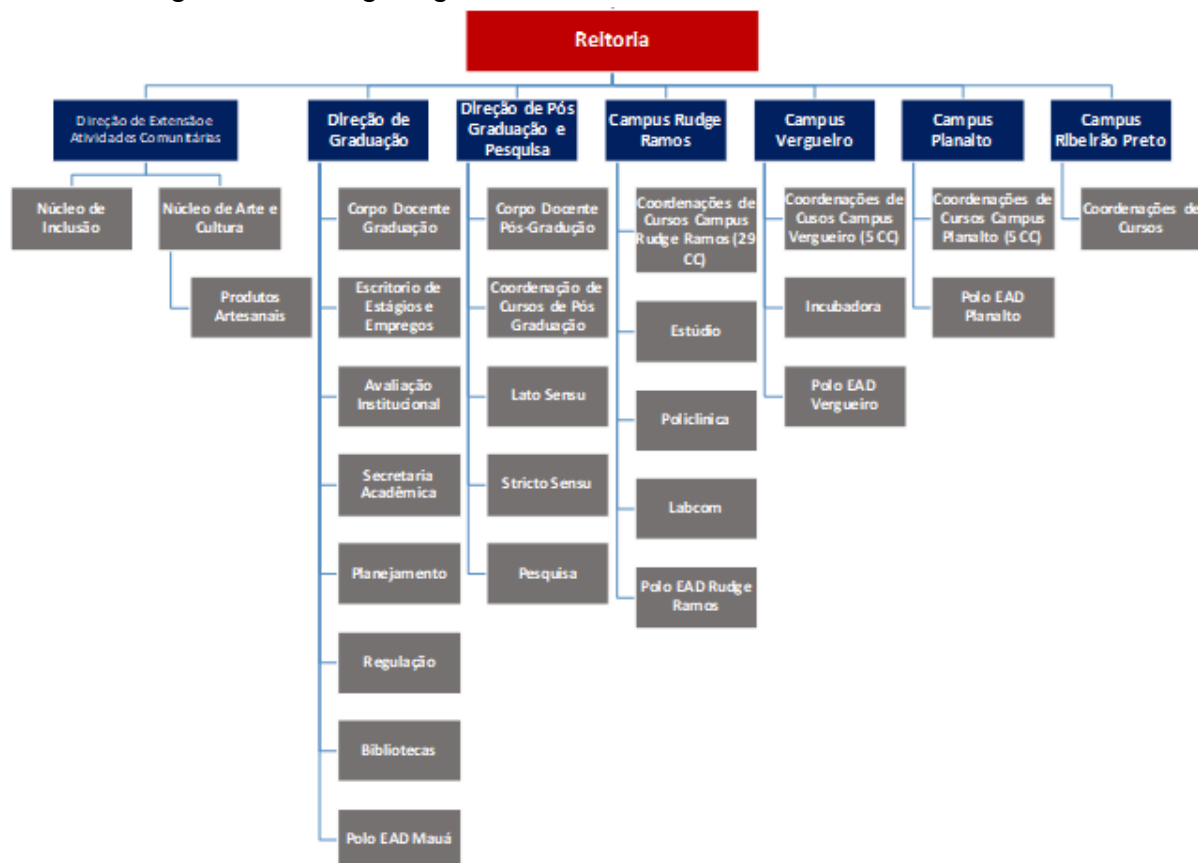 Reitoria
Direção de Extensão e
Atividades Comunitárias
Direção de
Graduação
Direção de Pós
Graduação e
Pesquisa
Campus Rudge
Ramos
Campus
Vergueiro
Campus
Planalto
Campus
Ribeirão Preto
Núcleo de
Inclusão
Núcleo de Arte e
Cultura
Produtos
Artesanais
Corpo Docente
Graduação
Escritorio de
Estágios e
Empregos
Avaliação
Institucional
Secretaria
Acadêmica
Planejamento
Regulação
Bibliotecas
Polo EAD Mauá
Corpo Docente
Pós-Gradução
Coordenação de
Cursos de Pós
Graduação
Lato Sensu
Stricto Sensu
Pesquisa
Coordenações de
Cursos Campus
Rudge Ramos (29
CC)
Estúdio
Policlinica
Labcom
Polo EAD Rudge
Ramos
Coordenações de
Cusos Campus
Vergueiro (5 CC)
Incubadora
Polo EAD
Vergueiro
Coordenações de
Cursos Campus
Planalto (5 CC)
Polo EAD
Planalto
Coordenações de
Cursos